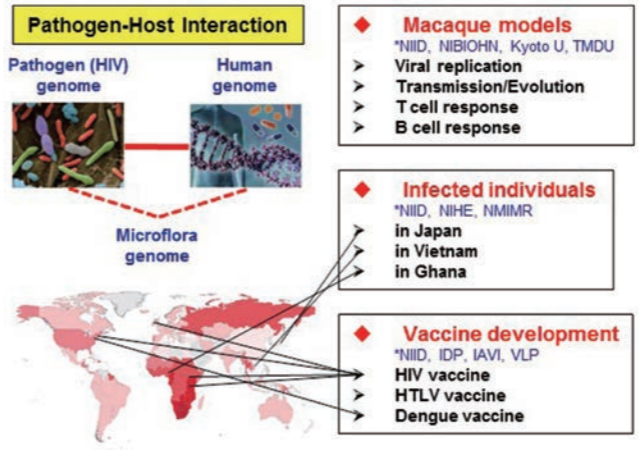 Pathogen-Host Interaction
Pathogen (HIV)
genome
Human
genome
Microflora
genome
Macaque models
*NIID, NIBIOHN, Kyoto U, TMDU
Viral replication
Transmission/Evolution
T cell response
B cell response
Infected individuals
*NIID, NIHE, NMIMR
in Japan
in Vietnam
in Ghana
Vaccine development
*NIID, IDP, IAVI, VLP
HIV vaccine
HTLV vaccine
Dengue vaccine